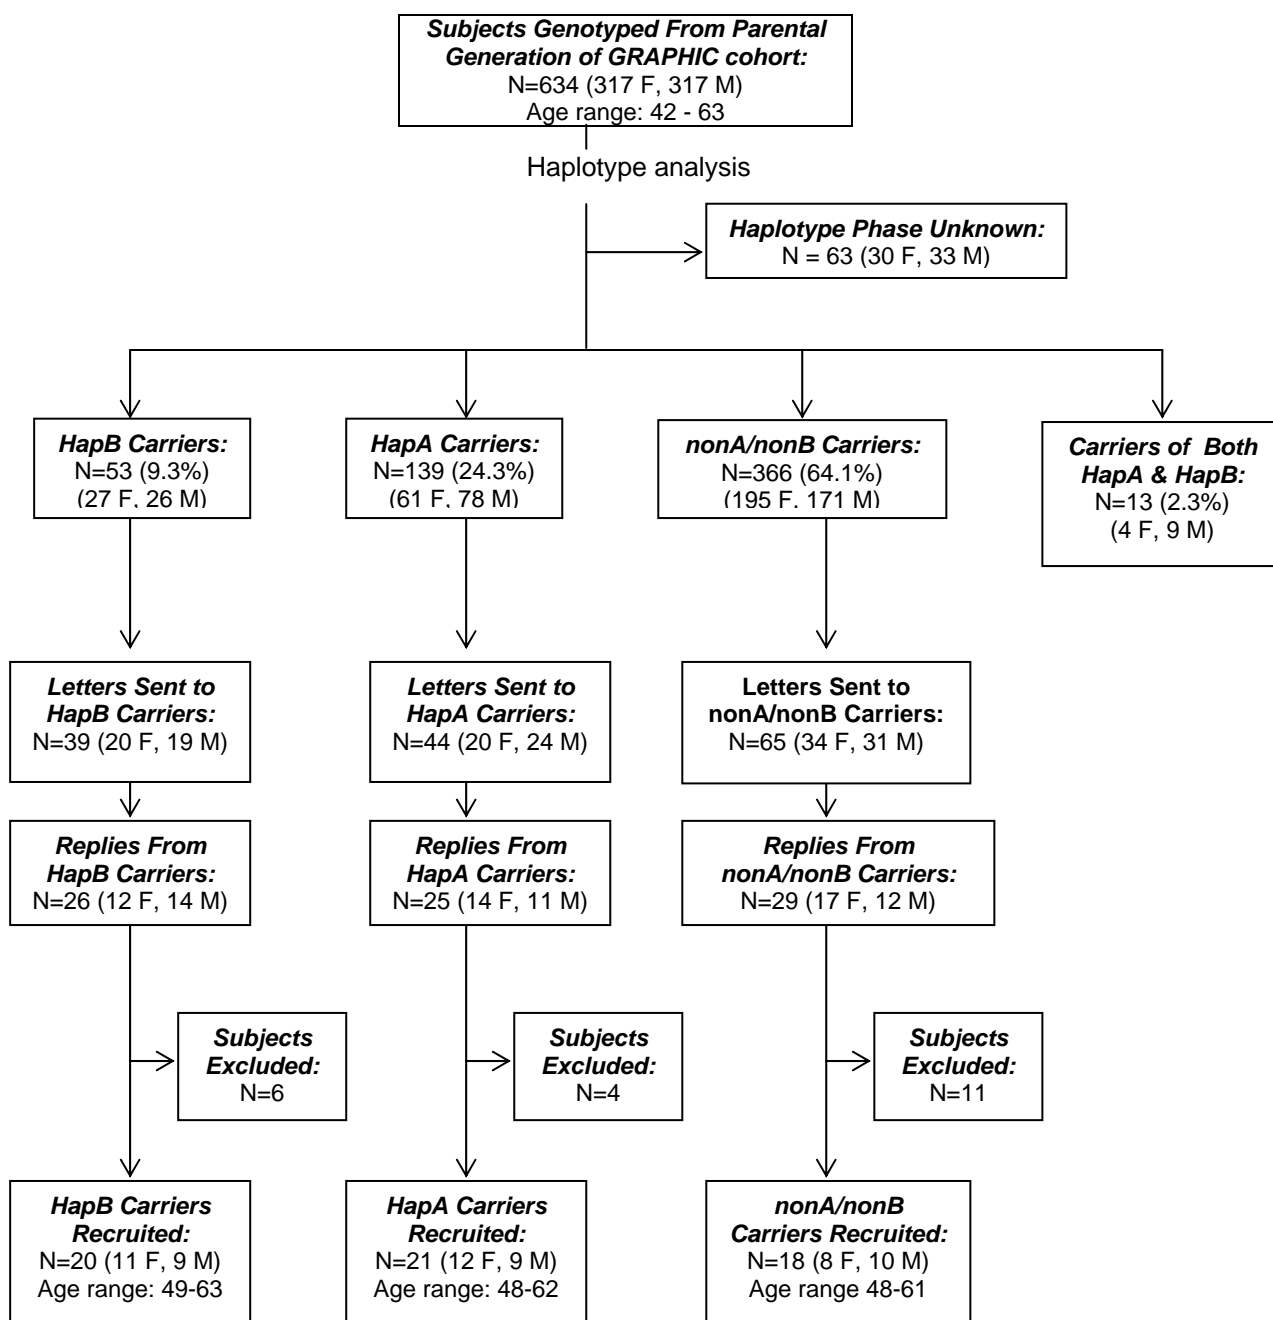 Subjects Genotyped From Parental
Generation of GRAPHIC cohort:
N=634 (317 F, 317 M)
Age range: 42 - 63
Haplotype analysis
Haplotype Phase Unknown:
N = 63 (30 F, 33 M)
HapB Carriers:
N=53 (9.3%)
(27 F, 26 M)
HapA Carriers:
N=139 (24.3%)
(61 F, 78 M)
nonA/nonB Carriers:
N=366 (64.1%)
(195 F, 171 M)
Carriers of Both
HapA & HapB:
N=13 (2.3%)
(4 F, 9 M)
Letters Sent to
HapB Carriers:
N=39 (20 F, 19 M)
Letters Sent to
HapA Carriers:
N=44 (20 F, 24 M)
Letters Sent to
nonA/nonB Carriers:
N=65 (34 F, 31 M)
Replies From
HapB Carriers:
N=26 (12 F, 14 M)
Replies From
HapA Carriers:
N=25 (14 F, 11 M)
Replies From
nonA/nonB Carriers:
N=29 (17 F, 12 M)
Subjects
Excluded:
N=6
Subjects
Excluded:
N=4
Subjects
Excluded:
N=11
HapB Carriers
Recruited:
N=20 (11 F, 9 M)
Age range: 49-63
HapA Carriers
Recruited:
N=21 (12 F, 9 M)
Age range: 48-62
nonA/nonB
Carriers Recruited:
N=18 (8 F, 10 M)
Age range 48-61